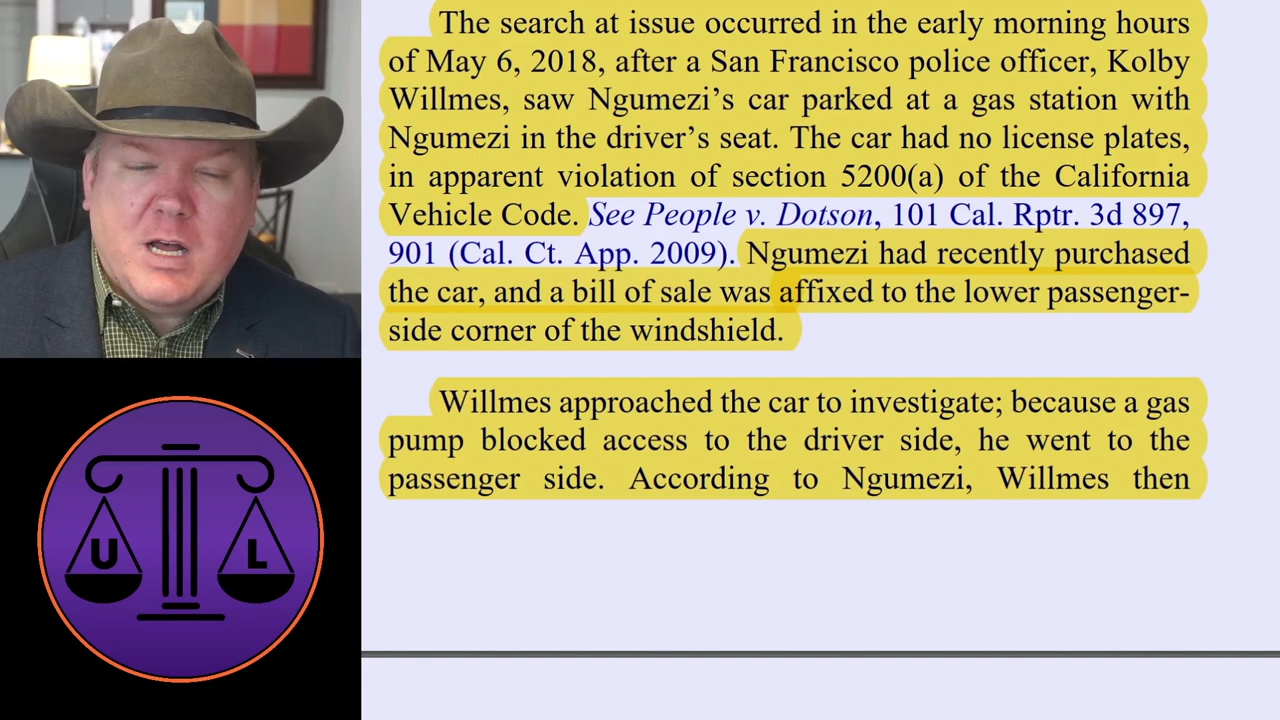 The search at issue occurred in the early morning hours
of May 6, 2018, after a San Francisco police officer, Kolby
Willmes, saw Ngumezi’s car parked at a gas station with
Ngumezi in the driver’s seat. The car had no license plates,
in apparent violation of section 5200(a) of the California
Vehicle Code. See People v. Dotson, 101 Cal. Rptr. 3d 897,
901 (Cal. Ct. App. 2009). Ngumezi had recently purchased
the car, and a bill of sale was affixed to the lower passenger-
side corner of the windshield.
Willmes approached the car to investigate; because a gas
pump blocked access to the driver side, he went to the
passenger side. According to Ngumezi, Willmes then
U L